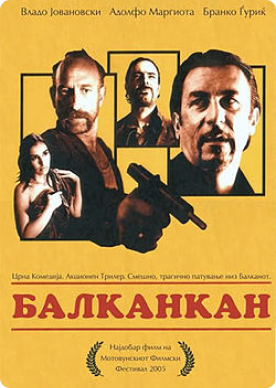 Владо Јовановски Адолфо Маргиота Бранко Ѓуриќ
Црна Комедија. Акционен Трилер. Смешно, трагично патување низ Балканот.
БАЛКАНКАН
Најдобар филм на
Мотовунскиот Филмски
Фестивал 2005